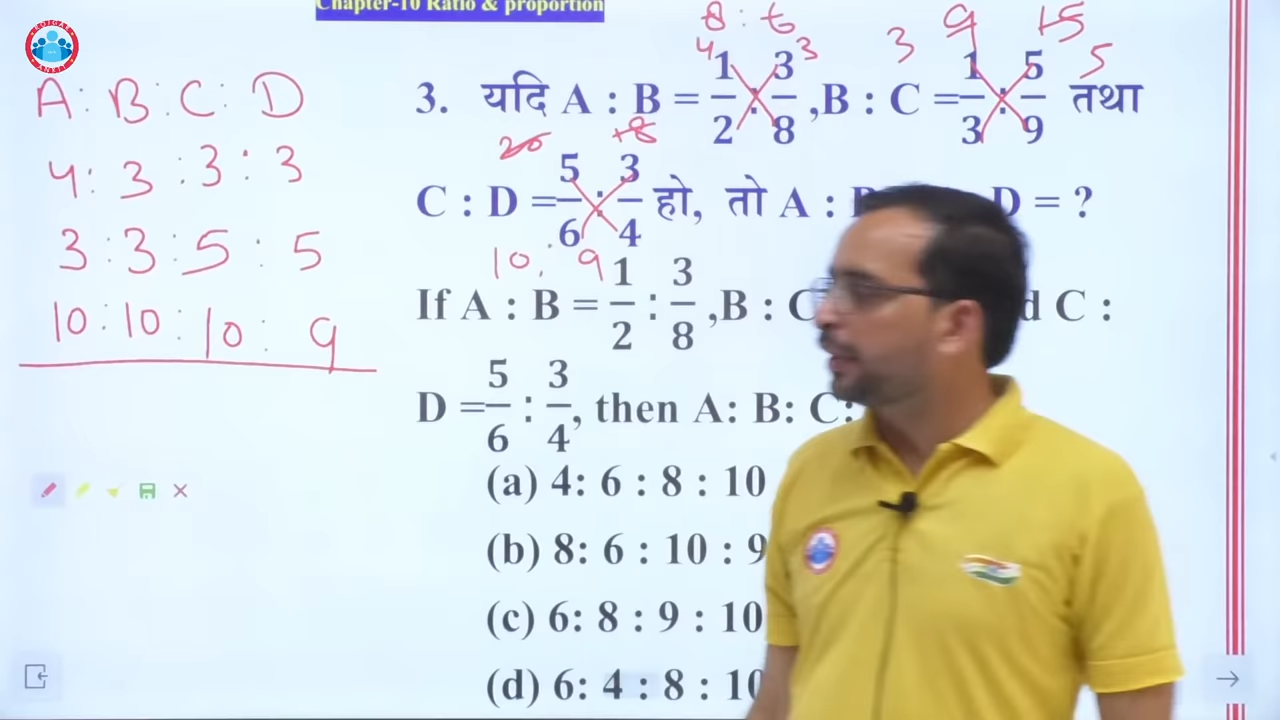 Chapter-10 Ratio & proportion
ROJGAR
ANKIT
8 : 6
9 15
4 3
3 5
3. यदि A : B = 1/2 : 3/8 ,B : C = 1/3 : 5/9 तथा
20 18
C : D = 5/6 : 3/4 हो, तो A : D = ?
10 : 9
If A : B = 1/2 : 3/8 ,B : C C :
D = 5/6 : 3/4, then A: B: C:
(a) 4: 6 : 8 : 10
(b) 8: 6 : 10 : 9
(c) 6: 8 : 9 : 10
(d) 6: 4 : 8 : 10
A : B : C : D
4 : 3 : 3 : 3
3 : 3 : 5 : 5
10 : 10 : 10 : 9